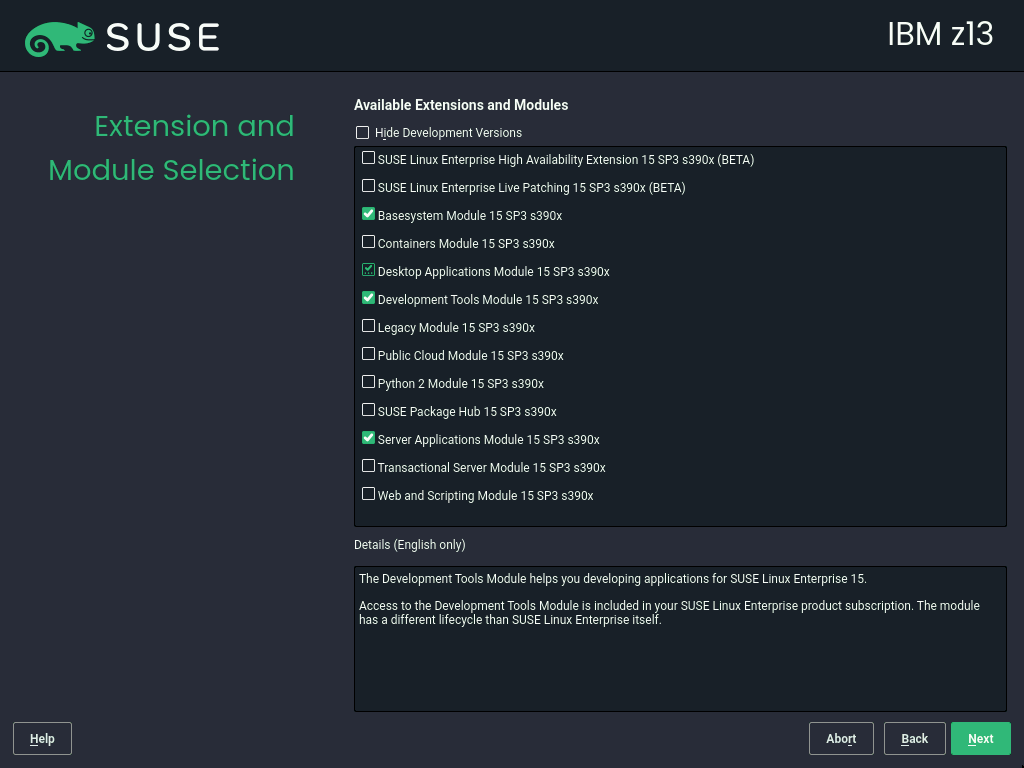 SUSE
IBM z13
Extension and
Module Selection
Available Extensions and Modules
Hide Development Versions
SUSE Linux Enterprise High Availability Extension 15 SP3 s390x (BETA)
SUSE Linux Enterprise Live Patching 15 SP3 s390x (BETA)
Basesystem Module 15 SP3 s390x
Containers Module 15 SP3 s390x
Desktop Applications Module 15 SP3 s390x
Development Tools Module 15 SP3 s390x
Legacy Module 15 SP3 s390x
Public Cloud Module 15 SP3 s390x
Python 2 Module 15 SP3 s390x
SUSE Package Hub 15 SP3 s390x
Server Applications Module 15 SP3 s390x
Transactional Server Module 15 SP3 s390x
Web and Scripting Module 15 SP3 s390x
Details (English only)
The Development Tools Module helps you developing applications for SUSE Linux Enterprise 15.
Access to the Development Tools Module is included in your SUSE Linux Enterprise product subscription. The module
has a different lifecycle than SUSE Linux Enterprise itself.
Help
Abort
Back
Next